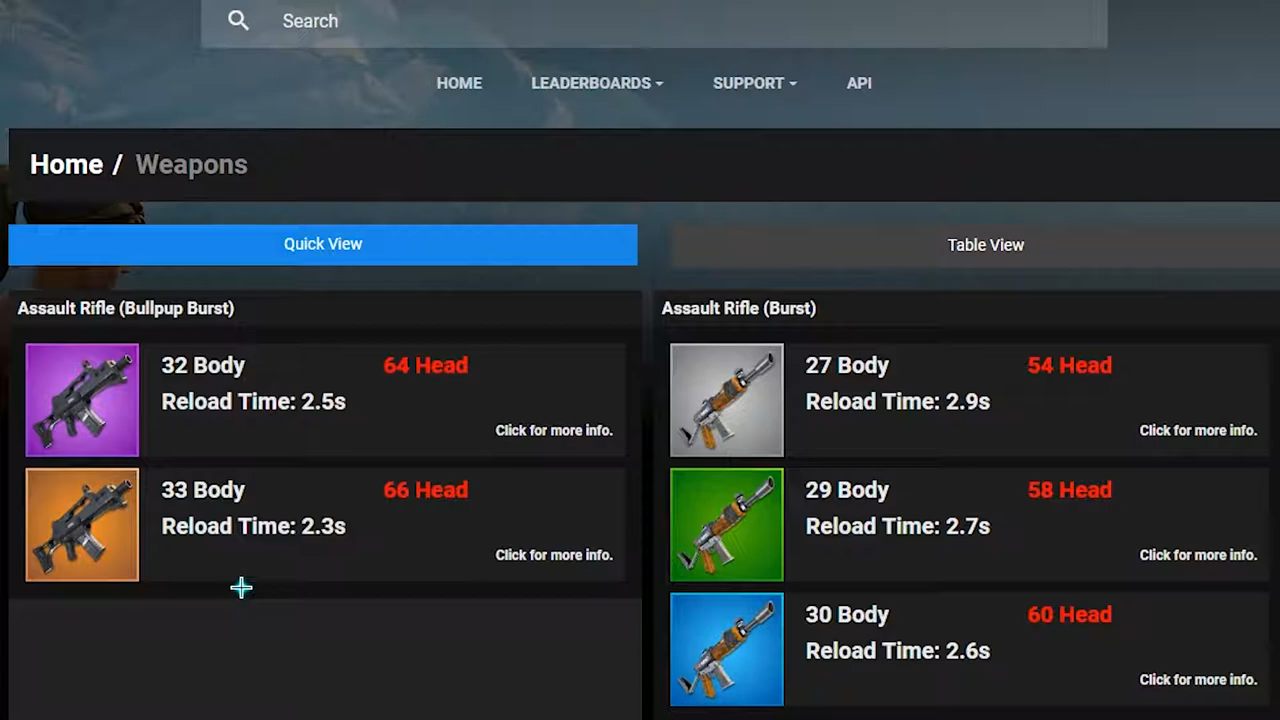 Search
HOME LEADERBOARDS SUPPORT API
Home / Weapons
Quick View
Table View
Assault Rifle (Bullpup Burst)
32 Body 64 Head
Reload Time: 2.5s
Click for more info.
33 Body 66 Head
Reload Time: 2.3s
Click for more info.
Assault Rifle (Burst)
27 Body 54 Head
Reload Time: 2.9s
Click for more info.
29 Body 58 Head
Reload Time: 2.7s
Click for more info.
30 Body 60 Head
Reload Time: 2.6s
Click for more info.